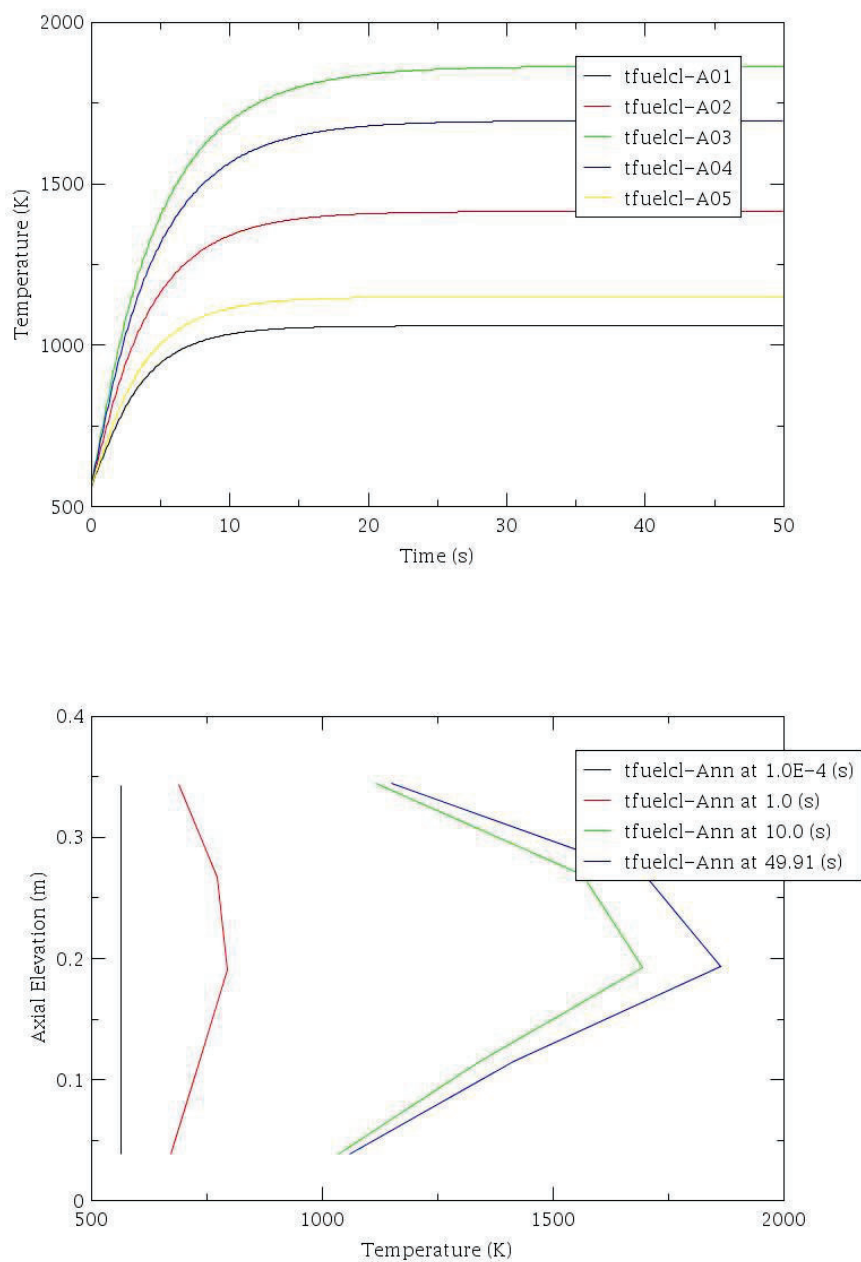 2000
1500
1000
500
Temperature (K)
tfuelcl-A01
tfuelcl-A02
tfuelcl-A03
tfuelcl-A04
tfuelcl-A05
0 10 20 30 40 50
Time (s)
0.4
0.3
0.2
0.1
0
Axial Elevation (m)
tfuelcl-Ann at 1.0E-4 (s)
tfuelcl-Ann at 1.0 (s)
tfuelcl-Ann at 10.0 (s)
tfuelcl-Ann at 49.91 (s)
500 1000 1500 2000
Temperature (K)